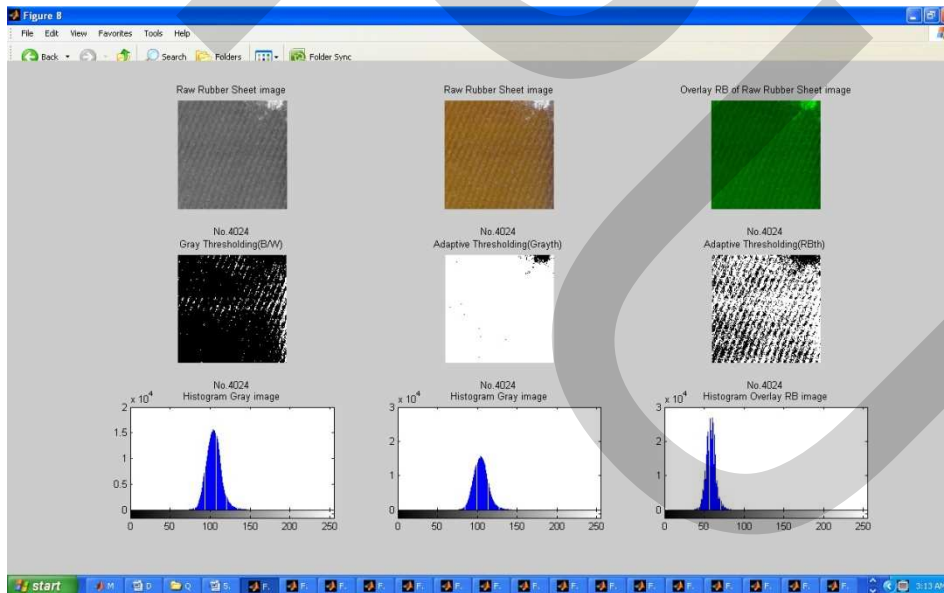 Figure 8
File Edit View Favorites Tools Help
Back Search Folders Folder Sync
Raw Rubber Sheet image
Raw Rubber Sheet image
Overlay RB of Raw Rubber Sheet image
No.4024
Gray Thresholding(B/W)
No.4024
Adaptive Thresholding(Grayth)
No.4024
Adaptive Thresholding(RBth)
No.4024
Histogram Gray image
x 10^4
2
1.5
1
0.5
0
0 50 100 150 200 250
No.4024
Histogram Gray image
x 10^4
3
2
1
0
0 50 100 150 200 250
No.4024
Histogram Overlay RB image
x 10^4
3
2
1
0
0 50 100 150 200 250
start M D Q S. F. F. F. F. F. F. F. F. F. F. F. F. F. F. F. F. 3:13 AM